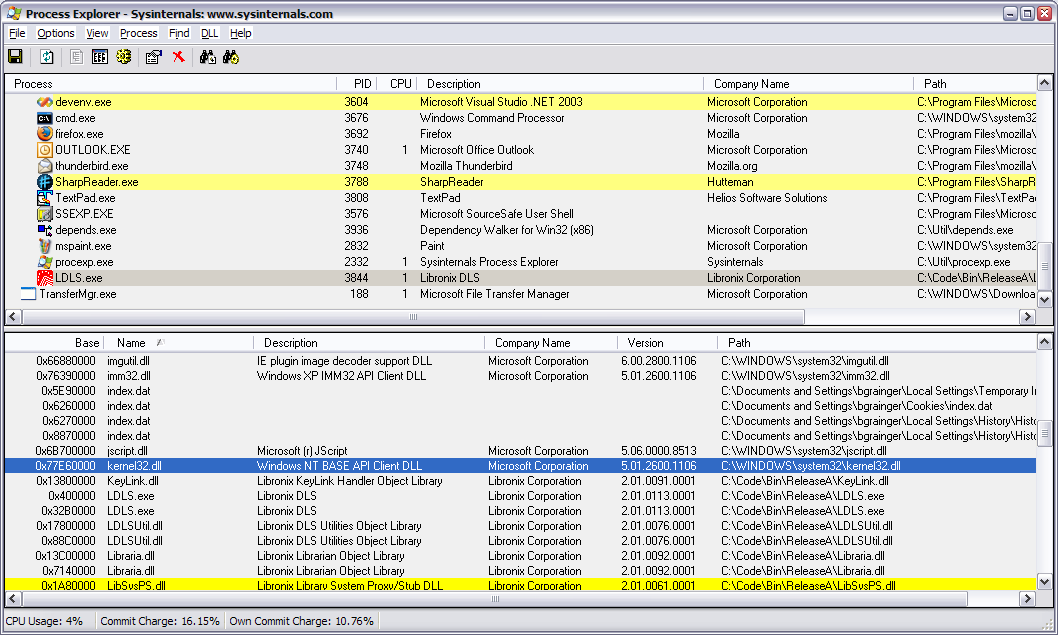 Process Explorer - Sysinternals: www.sysinternals.com
File Options View Process Find DLL Help
Process PID CPU Description Company Name Path
devenv.exe 3604 Microsoft Visual Studio .NET 2003 Microsoft Corporation C:\Program Files\Microsc
cmd.exe 3676 Windows Command Processor Microsoft Corporation C:\WINDOWS\system32
firefox.exe 3692 Firefox Mozilla C:\Program Files\mozilla\
OUTLOOK.EXE 3740 1 Microsoft Office Outlook Microsoft Corporation C:\Program Files\Microsc
thunderbird.exe 3748 Mozilla Thunderbird Mozilla.org C:\Program Files\mozilla\
SharpReader.exe 3788 SharpReader Hutteman C:\Program Files\SharpR
TextPad.exe 3808 TextPad Helios Software Solutions C:\Program Files\TextPa
SSEXP.EXE 3576 Microsoft SourceSafe User Shell C:\Program Files\Microsc
depends.exe 3936 Dependency Walker for Win32 (x86) Microsoft Corporation C:\Util\depends.exe
mspaint.exe 2832 Paint Microsoft Corporation C:\WINDOWS\system32
procexp.exe 2332 1 Sysinternals Process Explorer Sysinternals C:\Util\procexp.exe
LDLS.exe 3844 1 Libronix DLS Libronix Corporation C:\Code\Bin\ReleaseA\L
TransferMgr.exe 188 1 Microsoft File Transfer Manager Microsoft Corporation C:\WINDOWS\Downloa
Base Name Description Company Name Version Path
0x66880000 imgutil.dll IE plugin image decoder support DLL Microsoft Corporation 6.00.2800.1106 C:\WINDOWS\system32\imgutil.dll
0x76390000 imm32.dll Windows XP IMM32 API Client DLL Microsoft Corporation 5.01.2600.1106 C:\WINDOWS\system32\imm32.dll
0x5E90000 index.dat C:\Documents and Settings\bgrainger\Local Settings\Temporary In
0x6260000 index.dat C:\Documents and Settings\bgrainger\Cookies\index.dat
0x6270000 index.dat C:\Documents and Settings\bgrainger\Local Settings\History\Histo
0x8870000 index.dat C:\Documents and Settings\bgrainger\Local Settings\History\Histo
0x6B700000 jscript.dll Microsoft (r) JScript Microsoft Corporation 5.06.0000.8513 C:\WINDOWS\system32\jscript.dll
0x77E60000 kernel32.dll Windows NT BASE API Client DLL Microsoft Corporation 5.01.2600.1106 C:\WINDOWS\system32\kernel32.dll
0x13800000 KeyLink.dll Libronix KeyLink Handler Object Library Libronix Corporation 2.01.0091.0001 C:\Code\Bin\ReleaseA\KeyLink.dll
0x400000 LDLS.exe Libronix DLS Libronix Corporation 2.01.0113.0001 C:\Code\Bin\ReleaseA\LDLS.exe
0x32B0000 LDLS.exe Libronix DLS Libronix Corporation 2.01.0113.0001 C:\Code\Bin\ReleaseA\LDLS.exe
0x17800000 LDLSUtil.dll Libronix DLS Utilities Object Library Libronix Corporation 2.01.0076.0001 C:\Code\Bin\ReleaseA\LDLSUtil.dll
0x88C0000 LDLSUtil.dll Libronix DLS Utilities Object Library Libronix Corporation 2.01.0076.0001 C:\Code\Bin\ReleaseA\LDLSUtil.dll
0x13C00000 Libraria.dll Libronix Librarian Object Library Libronix Corporation 2.01.0092.0001 C:\Code\Bin\ReleaseA\Libraria.dll
0x7140000 Libraria.dll Libronix Librarian Object Library Libronix Corporation 2.01.0092.0001 C:\Code\Bin\ReleaseA\Libraria.dll
0x1A80000 LibSysPS.dll Libronix Library System Proxy/Stub DLL Libronix Corporation 2.01.0061.0001 C:\Code\Bin\ReleaseA\LibSysPS.dll
CPU Usage: 4% Commit Charge: 16.15% Own Commit Charge: 10.76%